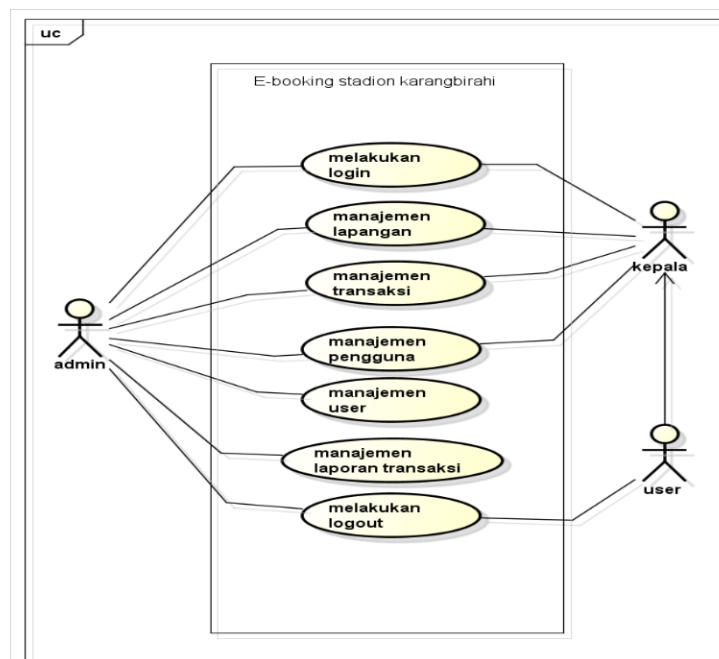 uc
E-booking stadion karangbirahi
melakukan
login
manajemen
lapangan
manajemen
transaksi
manajemen
pengguna
manajemen
user
manajemen
laporan transaksi
melakukan
logout
admin
kepala
user